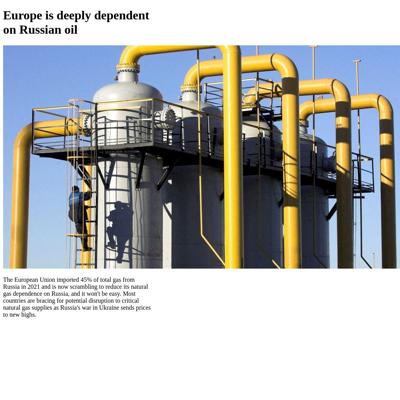 Europe is deeply dependent
on Russian oil
The European Union imported 45% of total gas from
Russia in 2021 and is now scrambling to reduce its natural
gas dependence on Russia, and it won't be easy. Most
countries are bracing for potential disruption to critical
natural gas supplies as Russia's war in Ukraine sends prices
to new highs.